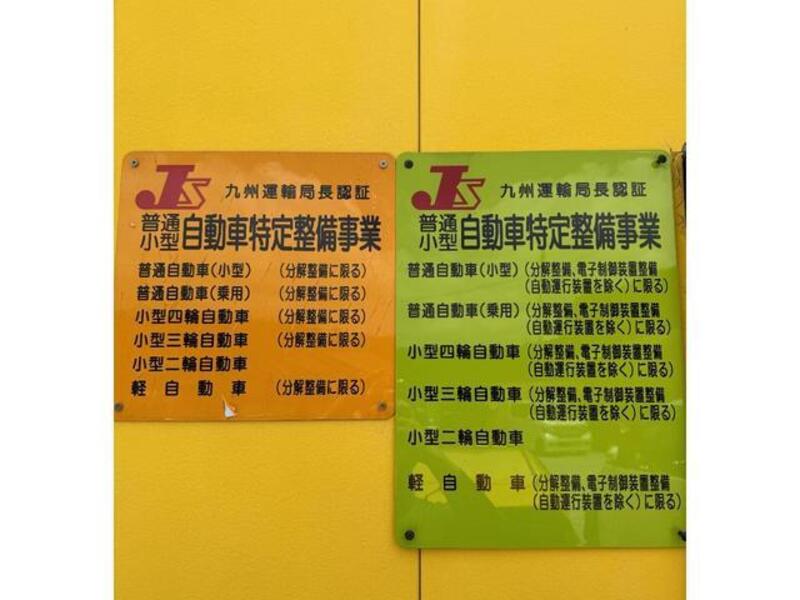 JS 九州運輸局長認証
普通
小型 自動車特定整備事業
普通自動車(小型) (分解整備に限る)
普通自動車(乗用) (分解整備に限る)
小型四輪自動車 (分解整備に限る)
小型三輪自動車 (分解整備に限る)
小型二輪自動車
軽自動車 (分解整備に限る)
JS 九州運輸局長認証
普通
小型 自動車特定整備事業
普通自動車(小型) (分解整備、電子制御装置整備
(自動運行装置を除く)に限る)
普通自動車(乗用) (分解整備、電子制御装置整備
(自動運行装置を除く)に限る)
小型四輪自動車 (分解整備、電子制御装置整備
(自動運行装置を除く)に限る)
小型三輪自動車 (分解整備、電子制御装置整備
(自動運行装置を除く)に限る)
小型二輪自動車
軽自動車 (分解整備、電子制御装置整備
(自動運行装置を除く)に限る)